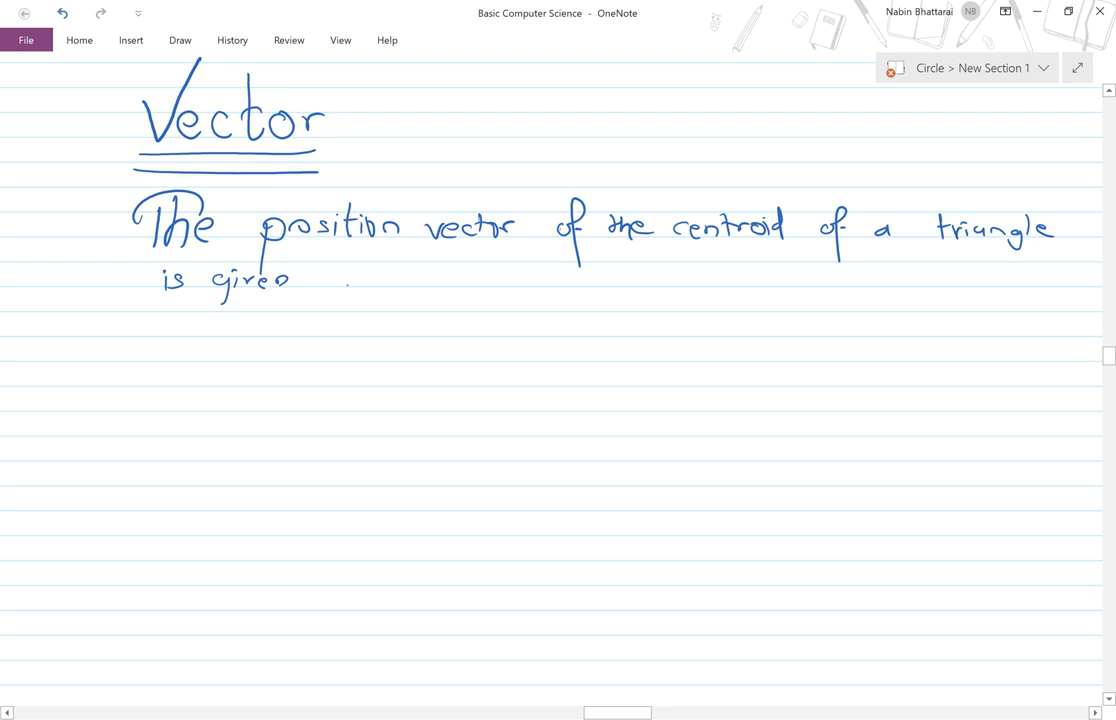 Basic Computer Science - OneNote
Nabin Bhattarai NB
File Home Insert Draw History Review View Help
Circle > New Section 1
Vector
The position vector of the centroid of a triangle
is given